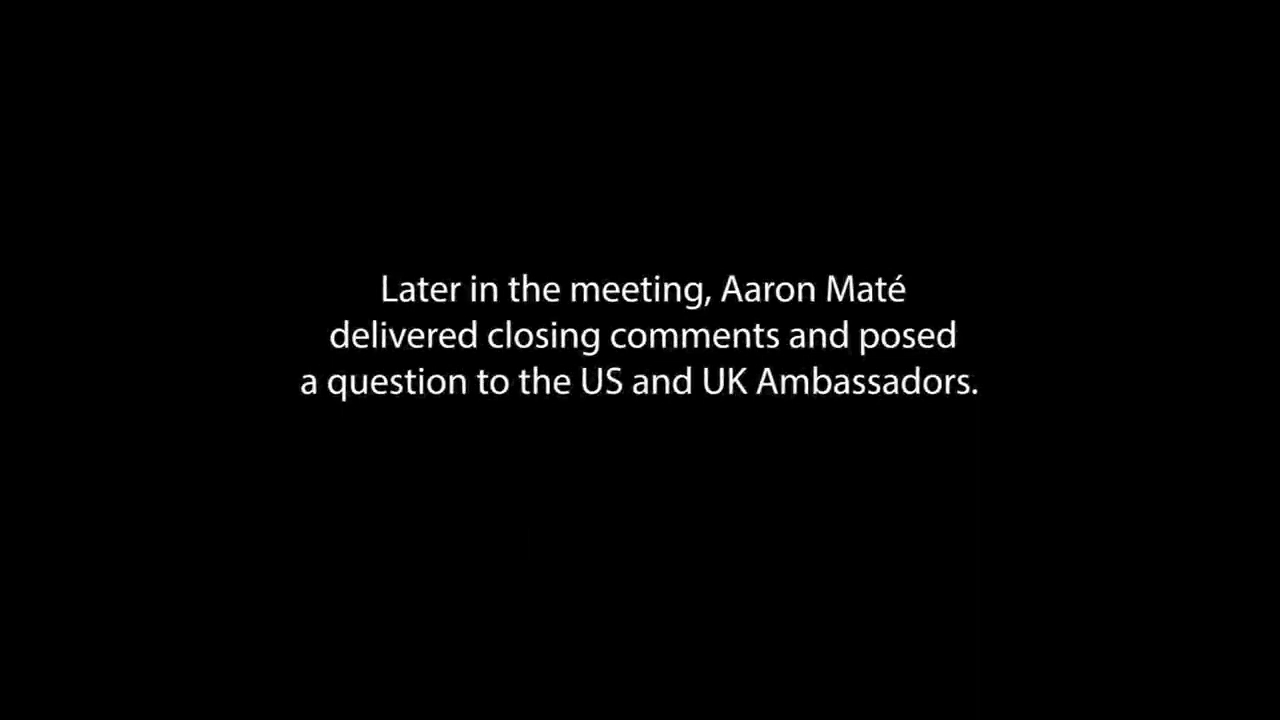 Later in the meeting, Aaron Maté
delivered closing comments and posed
a question to the US and UK Ambassadors.